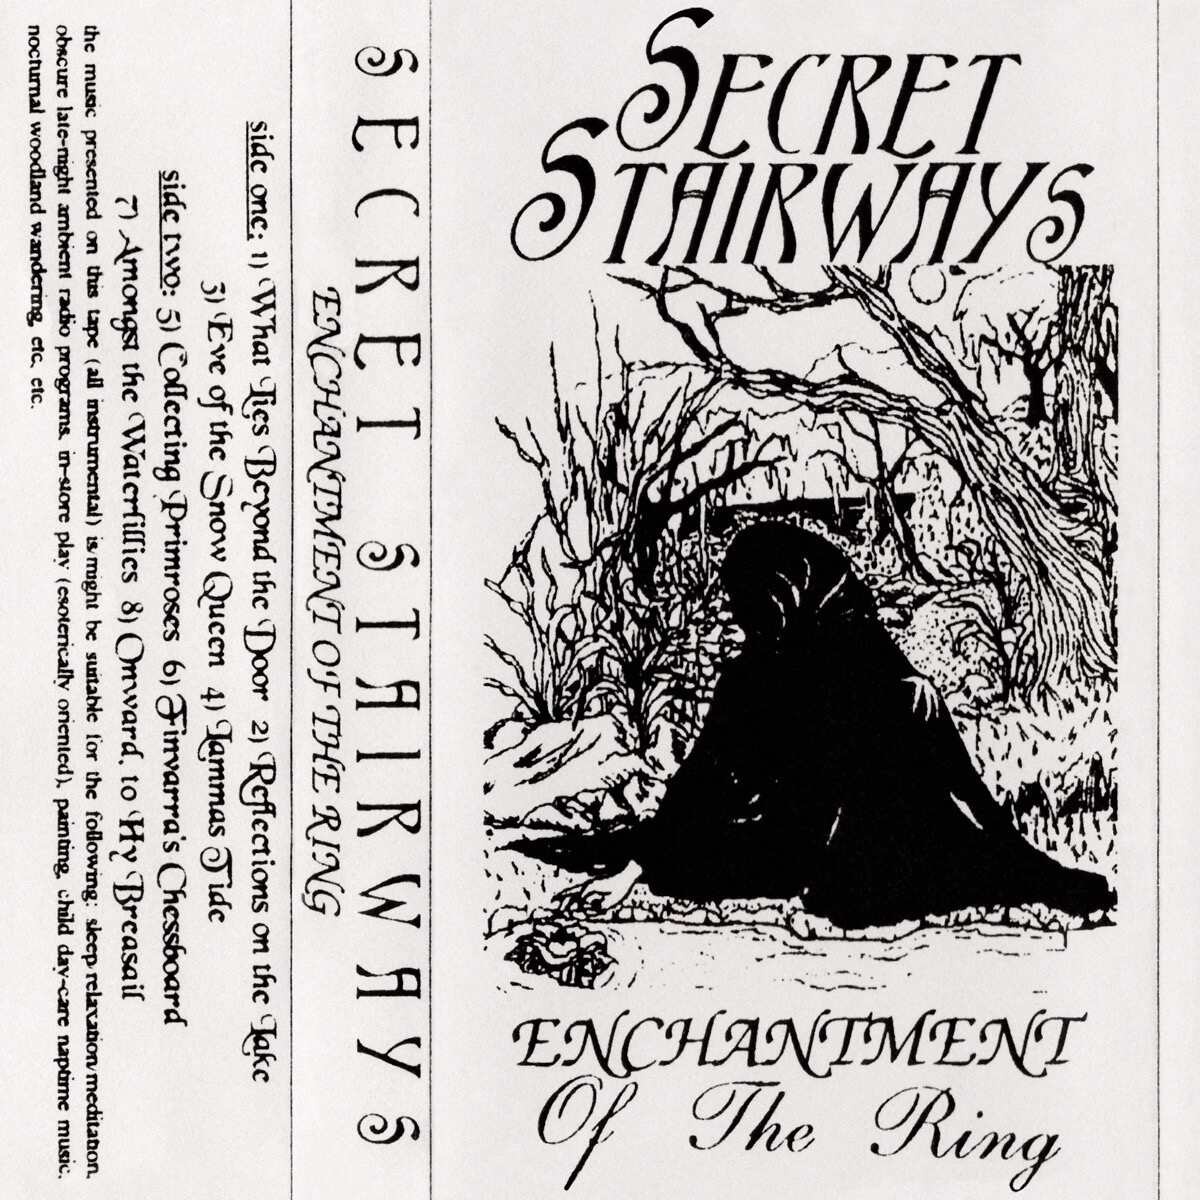 SECRET
STAIRWAYS
ENCHANTMENT
Of The Ring
SECRET STAIRWAYS
ENCHANTMENT OF THE RING
side one: 1) What Lies Beyond the Door 2) Reflections on the Lake
3) Eve of the Snow Queen 4) Lammas Tide
side two: 5) Collecting Primroses 6) Finvarra's Chessboard
7) Amongst the Waterlillies 8) Onward, to Hy Breasail
the music presented on this tape (all instrumental) is might be suitable for the following: sleep relaxation/meditation,
obscure late-night ambient radio programs, in-store play (esoterically oriented), painting, child day-care naptime music,
nocturnal woodland wandering, etc. etc.